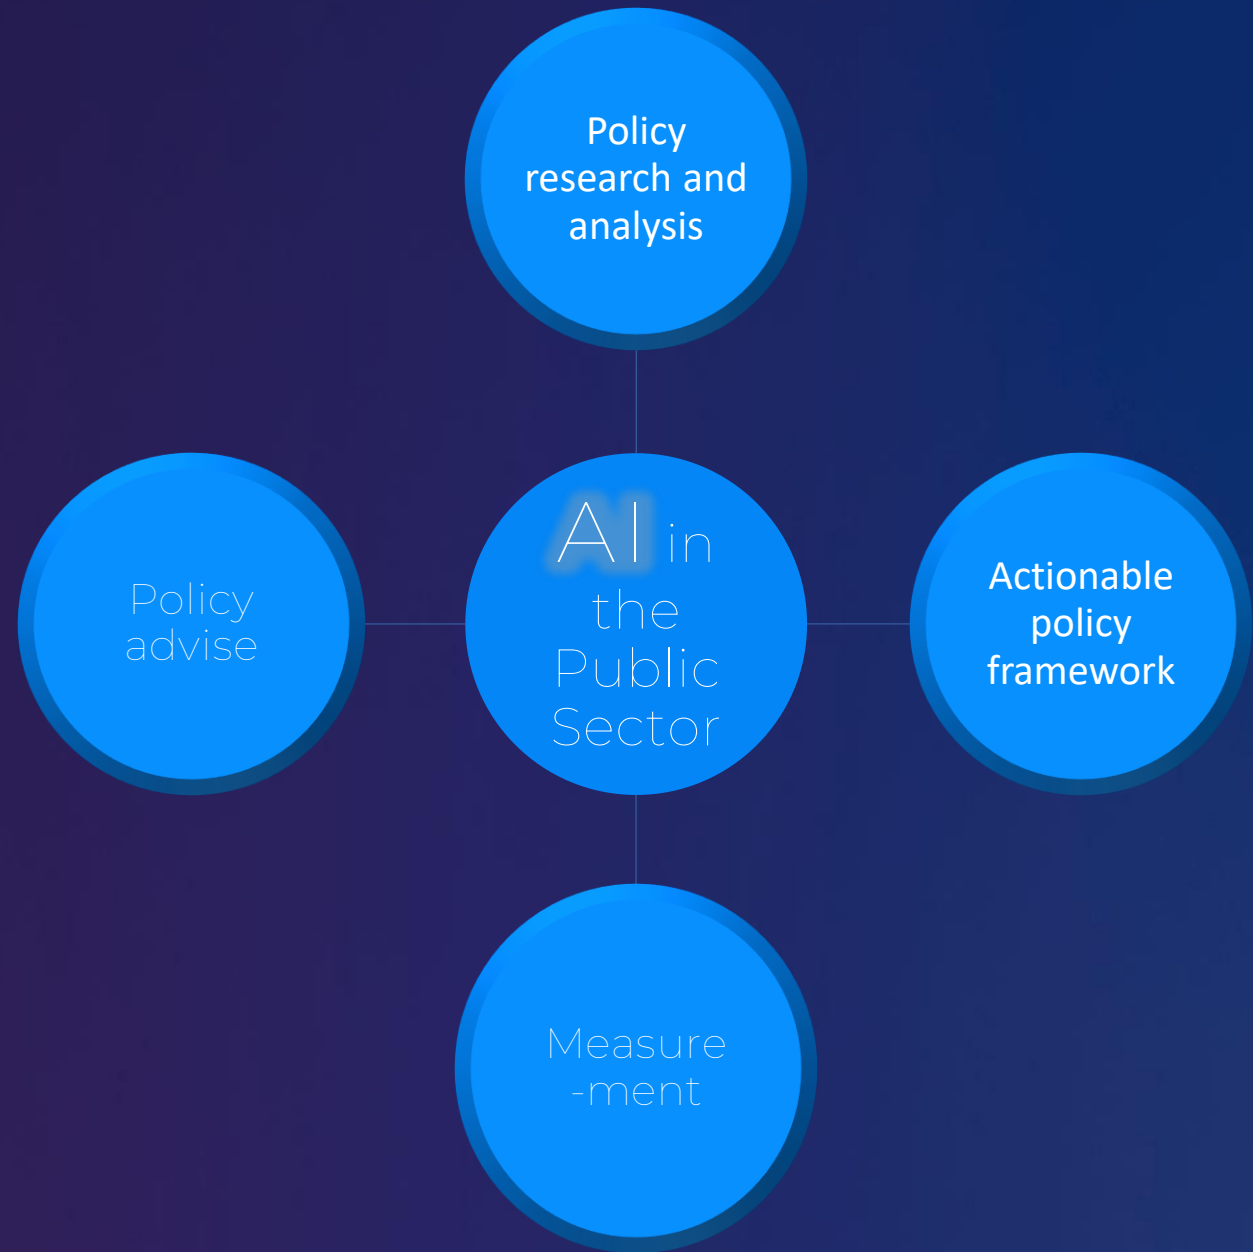 Policy
research and
analysis
AI in
the
Public
Sector
Policy
advise
Actionable
policy
framework
Measure
-ment